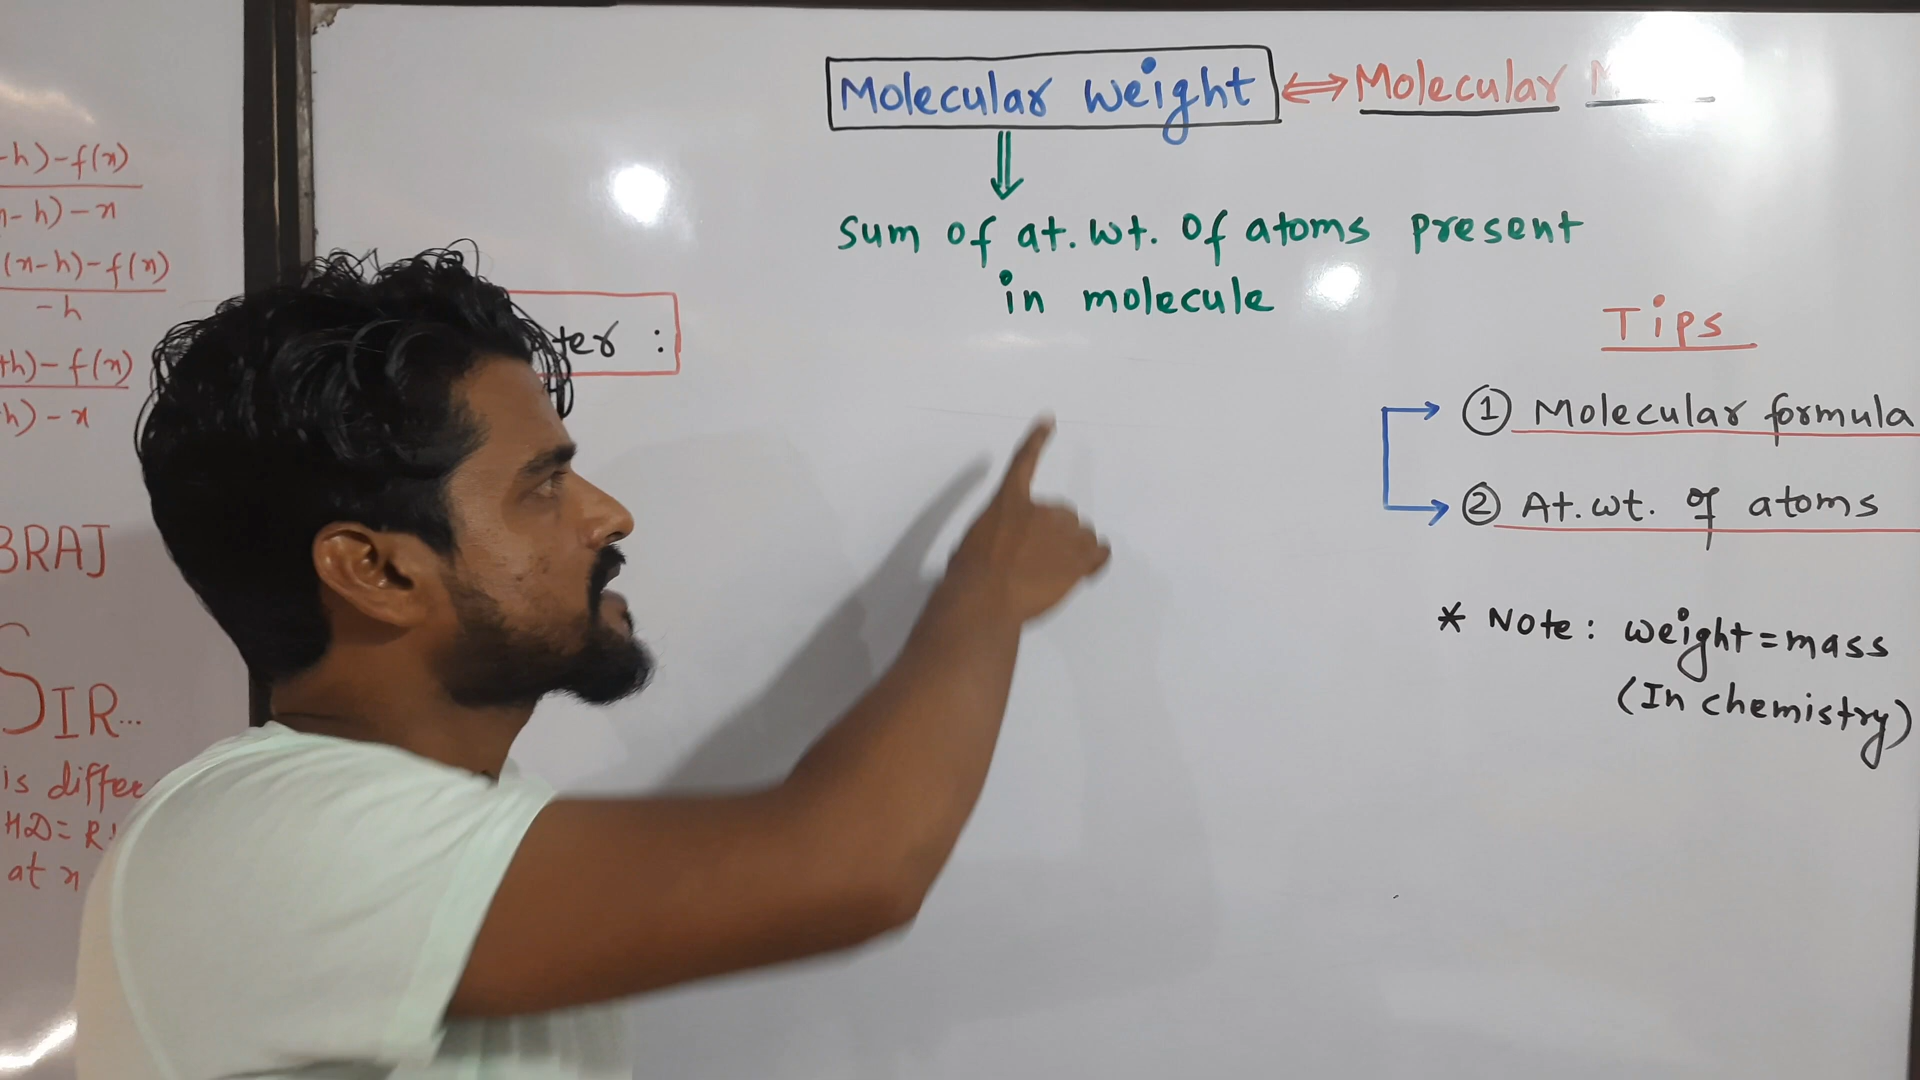 Molecular weight ⇔ Molecular
Sum of at.wt. of atoms present
in molecule
ter :
Tips
① Molecular formula
② At.wt. of atoms
* Note: weight=mass
(In chemistry)
-h)-f(x)
-h)-x
(x-h)-f(x)
-h
+h)-f(x)
h)-x
BRAJ
SIR...
is differ
HD= R
at x